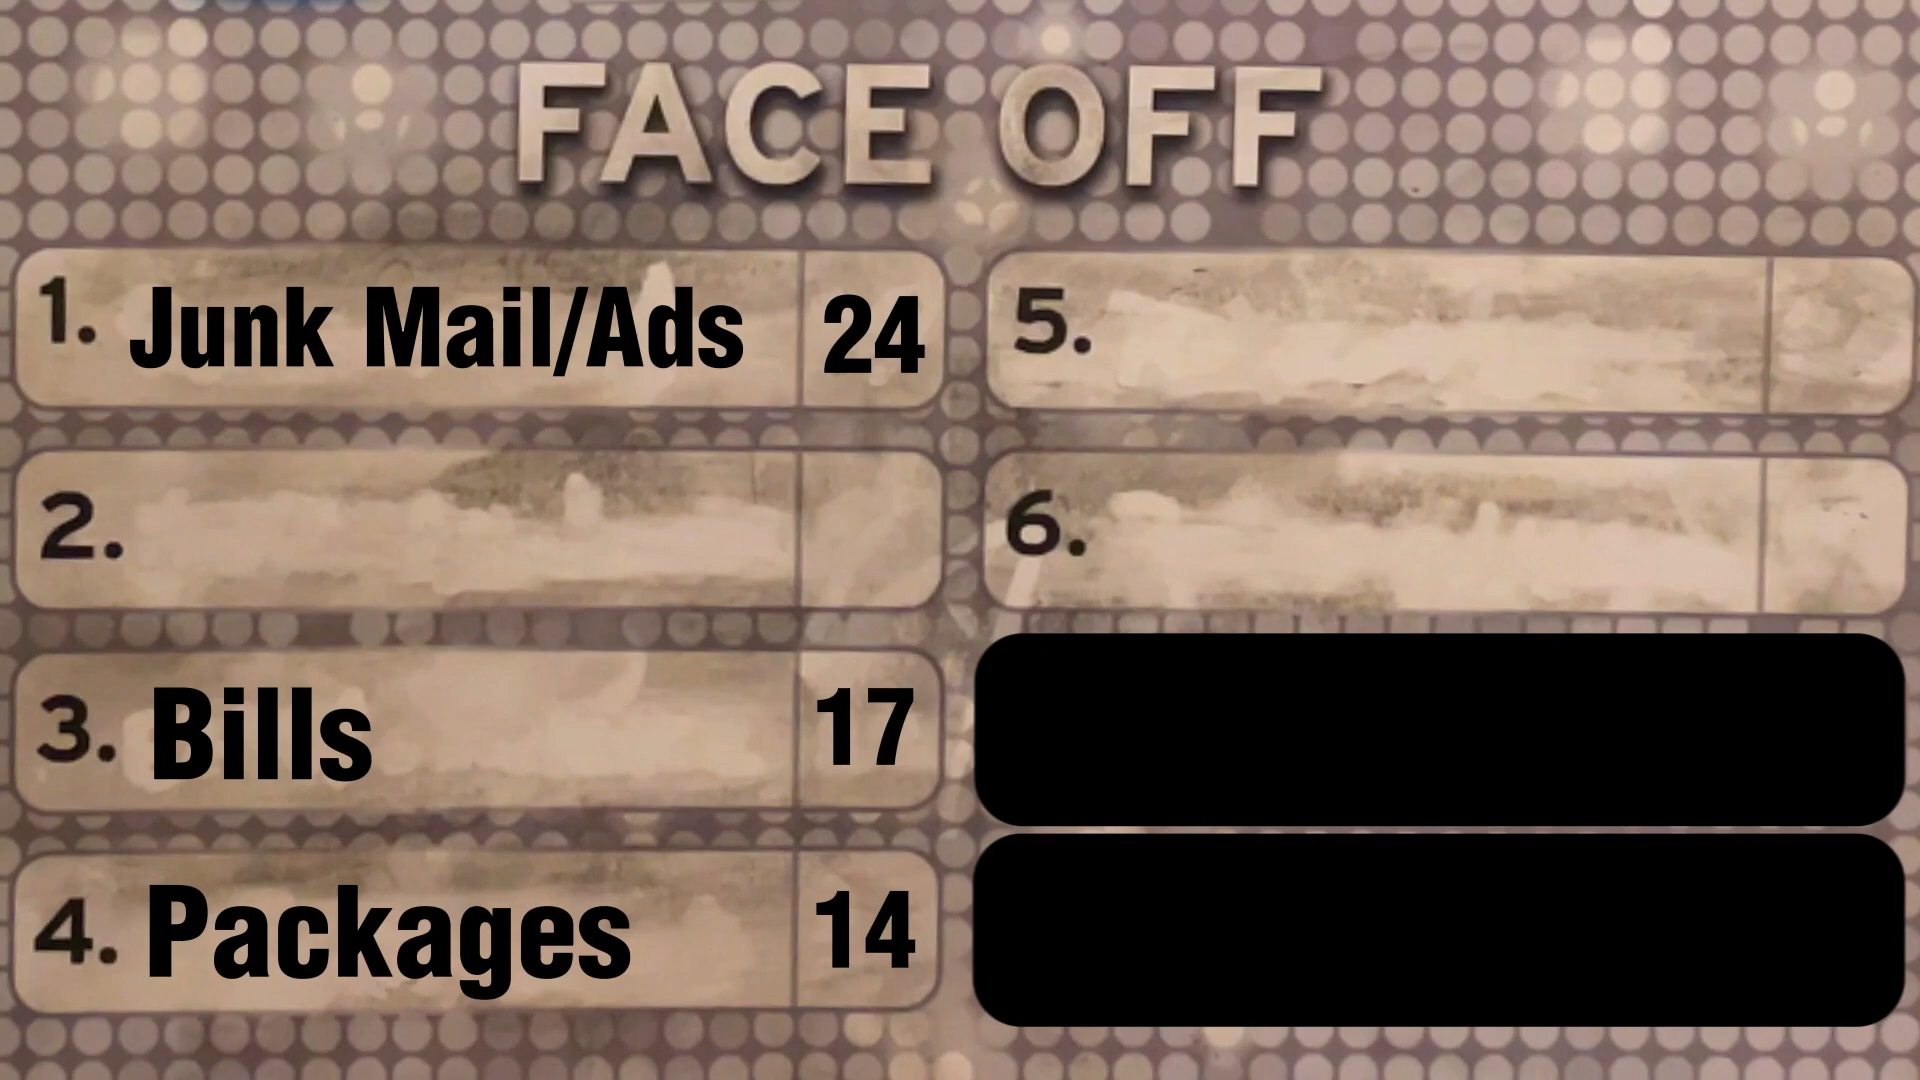 FACE OFF
1. Junk Mail/Ads 24
2.
3. Bills 17
4. Packages 14
5.
6.